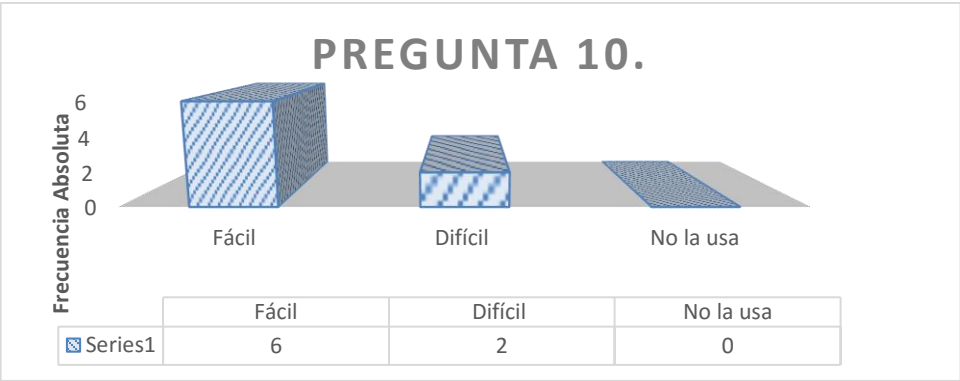 PREGUNTA 10.
Frecuencia Absoluta
6
4
2
0
Fácil Difícil No la usa
Fácil Difícil No la usa
Series1 6 2 0